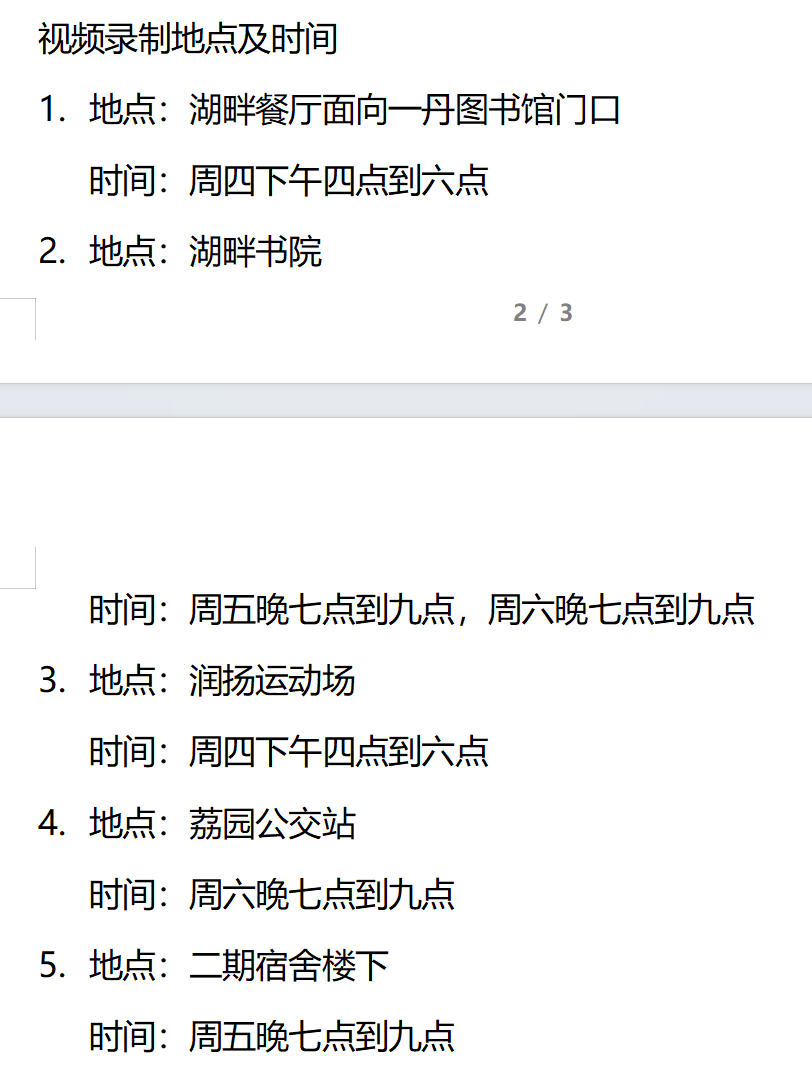 视频录制地点及时间
1. 地点：湖畔餐厅面向一丹图书馆门口
时间：周四下午四点到六点
2. 地点：湖畔书院
2 / 3
时间：周五晚七点到九点，周六晚七点到九点
3. 地点：润扬运动场
时间：周四下午四点到六点
4. 地点：荔园公交站
时间：周六晚七点到九点
5. 地点：二期宿舍楼下
时间：周五晚七点到九点